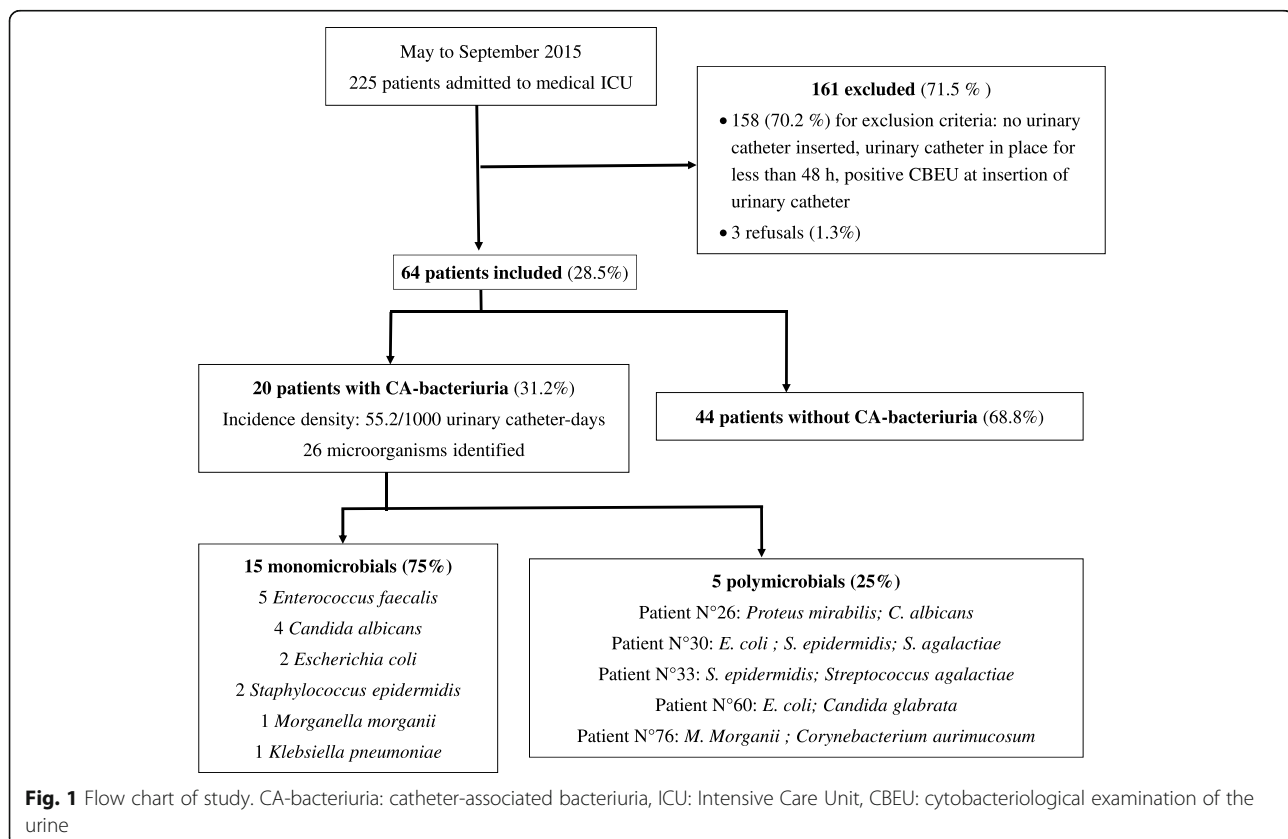 May to September 2015
225 patients admitted to medical ICU
161 excluded (71.5 % )
• 158 (70.2 %) for exclusion criteria: no urinary
catheter inserted, urinary catheter in place for
less than 48 h, positive CBEU at insertion of
urinary catheter
• 3 refusals (1.3%)
64 patients included (28.5%)
20 patients with CA-bacteriuria (31.2%)
Incidence density: 55.2/1000 urinary catheter-days
26 microorganisms identified
44 patients without CA-bacteriuria (68.8%)
15 monomicrobials (75%)
5 Enterococcus faecalis
4 Candida albicans
2 Escherichia coli
2 Staphylococcus epidermidis
1 Morganella morganii
1 Klebsiella pneumoniae
5 polymicrobials (25%)
Patient N°26: Proteus mirabilis; C. albicans
Patient N°30: E. coli ; S. epidermidis; S. agalactiae
Patient N°33: S. epidermidis; Streptococcus agalactiae
Patient N°60: E. coli; Candida glabrata
Patient N°76: M. Morganii ; Corynebacterium aurimucosum
Fig. 1 Flow chart of study. CA-bacteriuria: catheter-associated bacteriuria, ICU: Intensive Care Unit, CBEU: cytobacteriological examination of the
urine